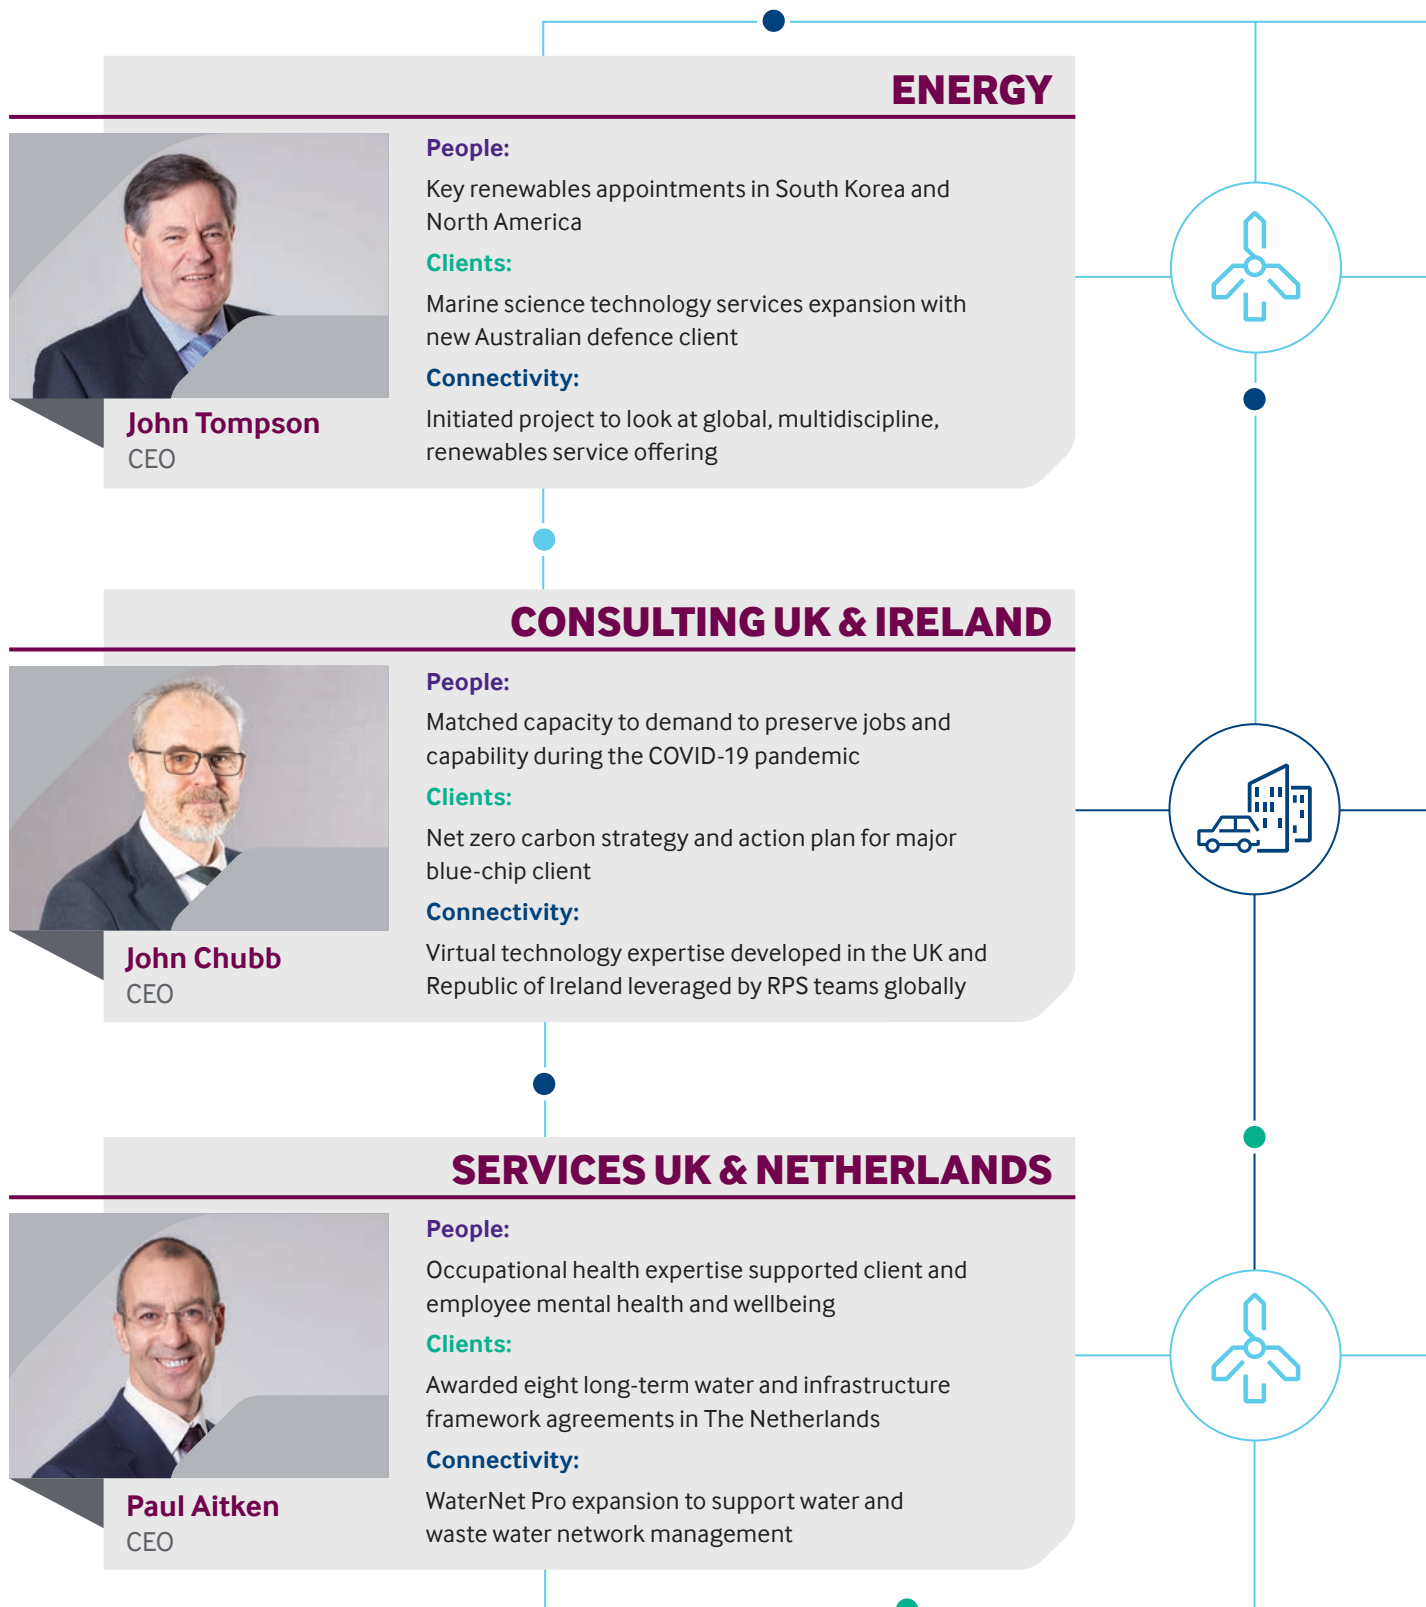 ENERGY
People:
Key renewables appointments in South Korea and
North America
Clients:
Marine science technology services expansion with
new Australian defence client
Connectivity:
Initiated project to look at global, multidiscipline,
renewables service offering
John Tompson
CEO
CONSULTING UK & IRELAND
People:
Matched capacity to demand to preserve jobs and
capability during the COVID-19 pandemic
Clients:
Net zero carbon strategy and action plan for major
blue-chip client
Connectivity:
Virtual technology expertise developed in the UK and
Republic of Ireland leveraged by RPS teams globally
John Chubb
CEO
SERVICES UK & NETHERLANDS
People:
Occupational health expertise supported client and
employee mental health and wellbeing
Clients:
Awarded eight long-term water and infrastructure
framework agreements in The Netherlands
Connectivity:
WaterNet Pro expansion to support water and
waste water network management
Paul Aitken
CEO